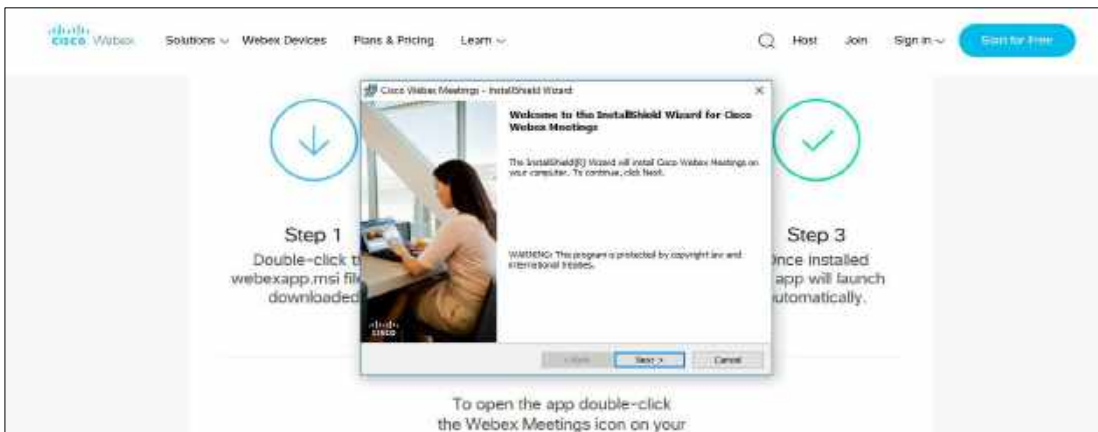 CISCO Webex Solutions Webex Devices Plans & Pricing Learn Host Join Sign in Start for Free
Cisco Webex Meetings - InstallShield Wizard
Welcome to the InstallShield Wizard for Cisco
Webex Meetings
The InstallShield(R) Wizard will install Cisco Webex Meetings on
your computer. To continue, click Next.
WARNING: This program is protected by copyright law and
international treaties.
CISCO
< Back Next > Cancel
Step 1
Double-click t
webexapp.msi file
downloaded
Step 3
Once installed
app will launch
utomatically.
To open the app double-click
the Webex Meetings icon on your